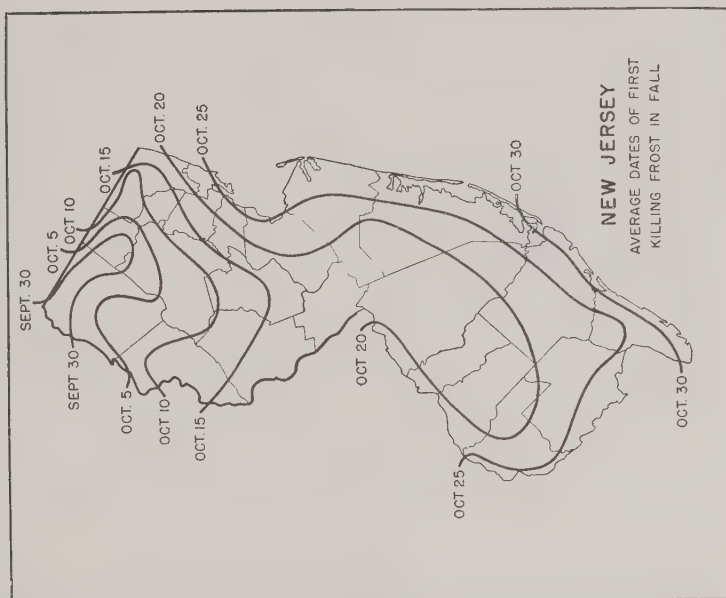 NEW JERSEY
AVERAGE DATES OF FIRST
KILLING FROST IN FALL
SEPT. 30
OCT. 5
OCT. 10
OCT. 15
OCT. 20
OCT. 25
SEPT 30
OCT. 5
OCT 10
OCT. 15
OCT 20
OCT 25
OCT 30
OCT. 30